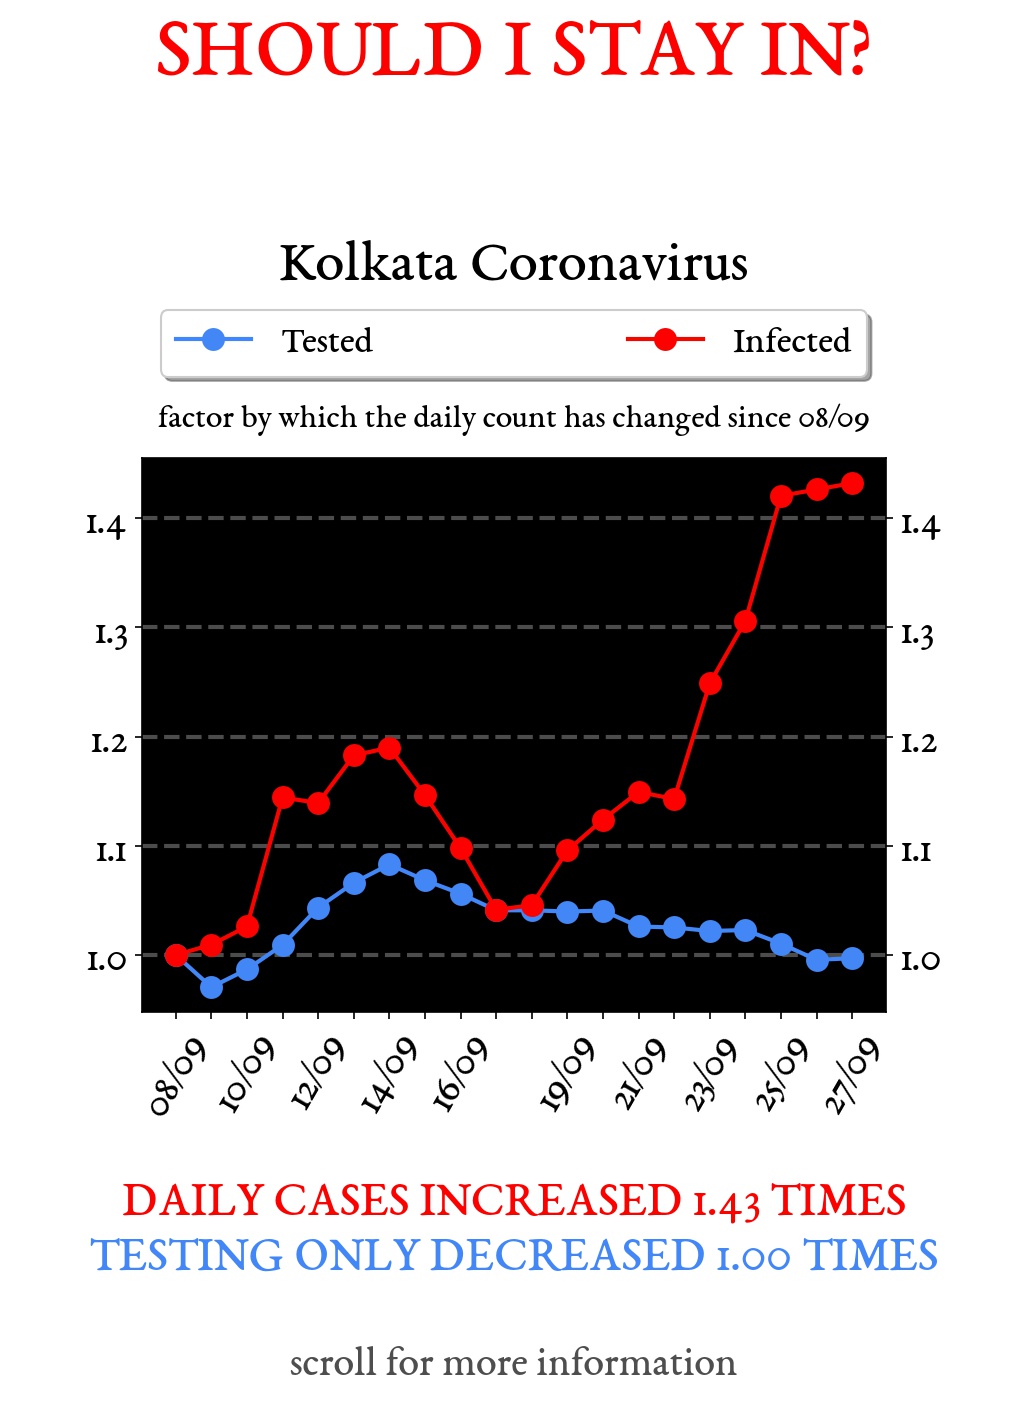 SHOULD I STAY IN?
Kolkata Coronavirus
Tested Infected
factor by which the daily count has changed since 08/09
1.4 1.4
1.3 1.3
1.2 1.2
1.1 1.1
1.0 1.0
08/09 10/09 12/09 14/09 16/09 19/09 21/09 23/09 25/09 27/09
DAILY CASES INCREASED 1.43 TIMES
TESTING ONLY DECREASED 1.00 TIMES
scroll for more information